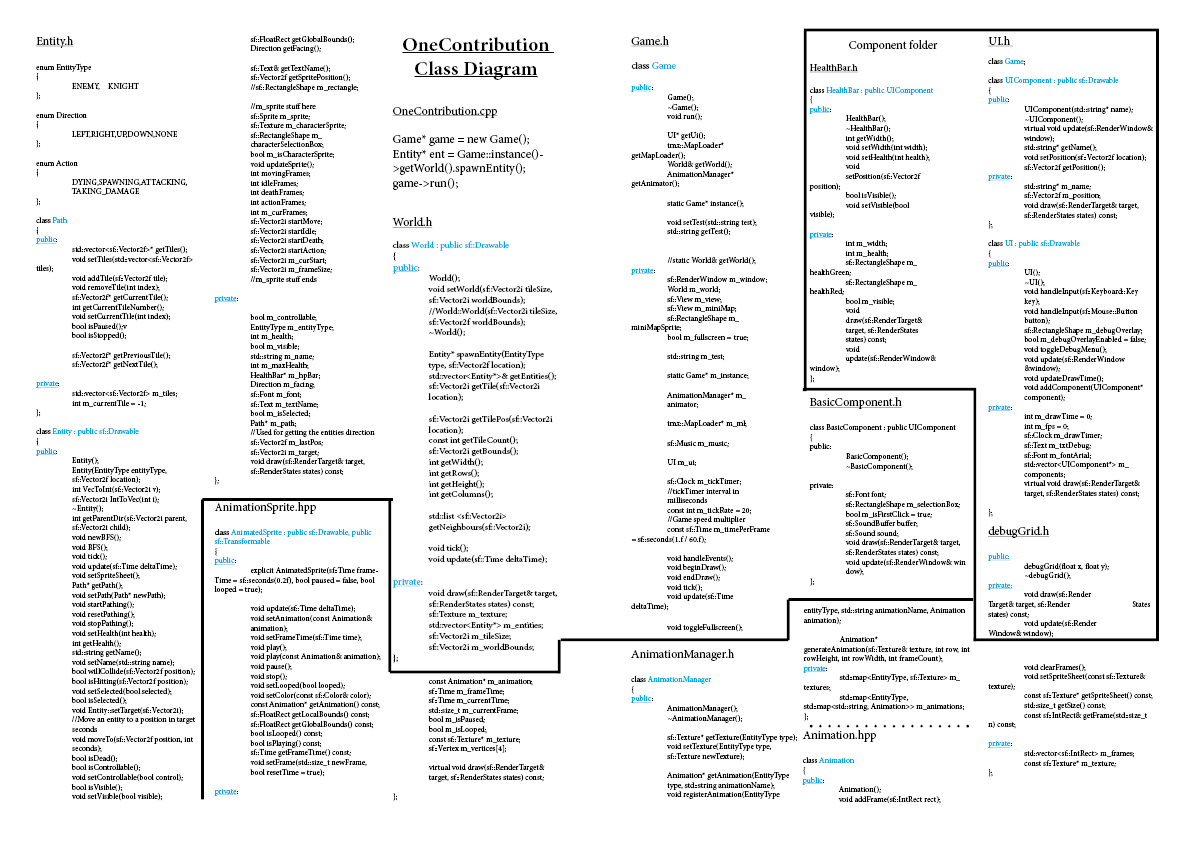 Entity.h
enum EntityType
{
ENEMY, KNIGHT
};
enum Direction
{
LEFT,RIGHT,UP,DOWN,NONE
};
enum Action
{
DYING,SPAWNING,ATTACKING,
TAKING_DAMAGE
};
class Path
{
public:
std::vector<sf::Vector2f>* getTiles();
void setTiles(std::vector<sf::Vector2f>
tiles);
void addTile(sf::Vector2f tile);
void removeTile(int index);
sf::Vector2f* getCurrentTile();
int getCurrentTileNumber();
void setCurrentTile(int index);
bool isPaused();v
bool isStopped();
sf::Vector2f* getPreviousTile();
sf::Vector2f* getNextTile();
private:
std::vector<sf::Vector2f> m_tiles;
int m_currentTile = -1;
};
class Entity : public sf::Drawable
{
public:
Entity();
Entity(EntityType entityType,
sf::Vector2f location);
int VecToInt(sf::Vector2i v);
sf::Vector2i IntToVec(int i);
~Entity();
int getParentDir(sf::Vector2i parent,
sf::Vector2i child);
void newBFS();
void BFS();
void tick();
void update(sf::Time deltaTime);
void setSpriteSheet();
Path* getPath();
void setPath(Path* newPath);
void startPathing();
void resetPathing();
void stopPathing();
void setHealth(int health);
int getHealth();
std::string getName();
void setName(std::string name);
bool willCollide(sf::Vector2f position);
bool isHitting(sf::Vector2f position);
void setSelected(bool selected);
bool isSelected();
void Entity::setTarget(sf::Vector2i);
//Move an entity to a position in target
seconds
void moveTo(sf::Vector2f position, int
seconds);
bool isDead();
bool isControllable();
void setControllable(bool control);
bool isVisible();
void setVisible(bool visible);
sf::FloatRect getGlobalBounds();
Direction getFacing();
sf::Text& getTextName();
sf::Vector2f getSpritePosition();
//sf::RectangleShape m_rectangle;
//m_sprite stuff here
sf::Sprite m_sprite;
sf::Texture m_characterSprite;
sf::RectangleShape m_
characterSelectionBox;
bool m_isCharacterSprite;
void updateSprite();
int movingFrames;
int idleFrames;
int deathFrames;
int actionFrames;
int m_curFrames;
sf::Vector2i startMove;
sf::Vector2i startIdle;
sf::Vector2i startDeath;
sf::Vector2i startAction;
sf::Vector2i m_curStart;
sf::Vector2i m_frameSize;
//m_sprite stuff ends
private:
bool m_controllable,
EntityType m_entityType;
int m_health;
bool m_visible;
std::string m_name;
int m_maxHealth;
HealthBar* m_hpBar;
Direction m_facing;
sf::Font m_font;
sf::Text m_textName;
bool m_isSelected;
Path* m_path;
//Used for getting the entities direction
sf::Vector2f m_lastPos;
sf::Vector2i m_target;
void draw(sf::RenderTarget& target,
sf::RenderStates states) const;
};
AnimationSprite.hpp
class AnimatedSprite : public sf::Drawable, public
sf::Transformable
{
public:
explicit AnimatedSprite(sf::Time frame-
Time = sf::seconds(0.2f), bool paused = false, bool
looped = true);
void update(sf::Time deltaTime);
void setAnimation(const Animation&
animation);
void setFrameTime(sf::Time time);
void play();
void play(const Animation& animation);
void pause();
void stop();
void setLooped(bool looped);
void setColor(const sf::Color& color);
const Animation* getAnimation() const;
sf::FloatRect getLocalBounds() const;
sf::FloatRect getGlobalBounds() const;
bool isLooped() const;
bool isPlaying() const;
sf::Time getFrameTime() const;
void setFrame(std::size_t newFrame,
bool resetTime = true);
private:
OneContribution
Class Diagram
OneContribution.cpp
Game* game = new Game();
Entity* ent = Game::instance()-
>getWorld().spawnEntity();
game->run();
World.h
class World : public sf::Drawable
{
public:
World();
void setWorld(sf::Vector2i tileSize,
sf::Vector2i worldBounds);
//World::World(sf::Vector2i tileSize,
sf::Vector2f worldBounds);
~World();
Entity* spawnEntity(EntityType
type, sf::Vector2f location);
std::vector<Entity*>& getEntities();
sf::Vector2i getTile(sf::Vector2i
location);
sf::Vector2i getTilePos(sf::Vector2i
location);
const int getTileCount();
sf::Vector2i getBounds();
int getWidth();
int getRows();
int getHeight();
int getColumns();
std::list <sf::Vector2i>
getNeighbours(sf::Vector2i);
void tick();
void update(sf::Time deltaTime);
private:
void draw(sf::RenderTarget& target,
sf::RenderStates states) const;
sf::Texture m_texture;
std::vector<Entity*> m_entities;
sf::Vector2i m_tileSize;
sf::Vector2i m_worldBounds;
};
const Animation* m_animation;
sf::Time m_frameTime;
sf::Time m_currentTime;
std::size_t m_currentFrame;
bool m_isPaused;
bool m_isLooped;
const sf::Texture* m_texture;
sf::Vertex m_vertices[4];
virtual void draw(sf::RenderTarget&
target, sf::RenderStates states) const;
};
Game.h
class Game
public:
Game();
~Game();
void run();
UI* getUi();
tmx::MapLoader*
getMapLoader();
World& getWorld();
AnimationManager*
getAnimator();
static Game* instance();
void setTest(std::string test);
std::string getTest();
//static World& getWorld();
private:
sf::RenderWindow m_window;
World m_world;
sf::View m_view;
sf::View m_miniMap;
sf::RectangleShape m_
miniMapSprite;
bool m_fullscreen = true;
std::string m_test;
static Game* m_instance;
AnimationManager* m_
animator;
tmx::MapLoader* m_ml;
sf::Music m_music;
UI m_ui;
sf::Clock m_tickTimer;
//tickTimer interval in
milliseconds
const int m_tickRate = 20;
//Game speed multiplier
const sf::Time m_timePerFrame
= sf::seconds(1.f / 60.f);
void handleEvents();
void beginDraw();
void endDraw();
void tick();
void update(sf::Time
deltaTime);
void toggleFullscreen();
AnimationManager.h
class AnimationManager
{
public:
AnimationManager();
~AnimationManager();
sf::Texture* getTexture(EntityType type);
void setTexture(EntityType type,
sf::Texture newTexture);
Animation* getAnimation(EntityType
type, std::string animationName);
void registerAnimation(EntityType
Component folder
HealthBar.h
class HealthBar : public UIComponent
{
public:
HealthBar();
~HealthBar();
int getWidth();
void setWidth(int width);
void setHealth(int health);
void
setPosition(sf::Vector2f
position);
bool isVisible();
void setVisible(bool
visible);
private:
int m_width;
int m_health;
sf::RectangleShape m_
healthGreen;
sf::RectangleShape m_
healthRed;
bool m_visible;
void
draw(sf::RenderTarget&
target, sf::RenderStates
states) const;
void
update(sf::RenderWindow&
window);
};
BasicComponent.h
class BasicComponent : public UIComponent
{
public:
BasicComponent();
~BasicComponent();
private:
sf::Font font;
sf::RectangleShape m_selectionBox;
bool m_isFirstClick = true;
sf::SoundBuffer buffer;
sf::Sound sound;
void draw(sf::RenderTarget& target,
sf::RenderStates states) const;
void update(sf::RenderWindow& win
dow);
};
entityType, std::string animationName, Animation
animation);
Animation*
generateAnimation(sf::Texture& texture, int row, int
rowHeight, int rowWidth, int frameCount);
private:
std::map<EntityType, sf::Texture> m_
textures;
std::map<EntityType,
std::map<std::string, Animation>> m_animations;
};
Animation.hpp
class Animation
{
public:
Animation();
void addFrame(sf::IntRect rect);
UI.h
class Game;
class UIComponent : public sf::Drawable
{
public:
UIComponent(std::string* name);
~UIComponent();
virtual void update(sf::RenderWindow&
window);
std::string* getName();
void setPosition(sf::Vector2f location);
sf::Vector2f getPosition();
private:
std::string* m_name;
sf::Vector2f m_position;
void draw(sf::RenderTarget& target,
sf::RenderStates states) const;
};
class UI : public sf::Drawable
{
public:
UI();
~UI();
void handleInput(sf::Keyboard::Key
key);
void handleInput(sf::Mouse::Button
button);
sf::RectangleShape m_debugOverlay;
bool m_debugOverlayEnabled = false;
void toggleDebugMenu();
void update(sf::RenderWindow
&window);
void updateDrawTime();
void addComponent(UIComponent*
component);
private:
int m_drawTime = 0;
int m_fps = 0;
sf::Clock m_drawTimer;
sf::Text m_txtDebug;
sf::Font m_fontArial;
std::vector<UIComponent*> m_
components;
virtual void draw(sf::RenderTarget&
target, sf::RenderStates states) const;
};
debugGrid.h
public:
debugGrid(float x, float y);
~debugGrid();
private:
void draw(sf::Render
Target& target, sf::Render States
states) const;
void update(sf::Render
Window& window);
void clearFrames();
void setSpriteSheet(const sf::Texture&
texture);
const sf::Texture* getSpriteSheet() const;
std::size_t getSize() const;
const sf::IntRect& getFrame(std::size_t
n) const;
private:
std::vector<sf::IntRect> m_frames;
const sf::Texture* m_texture;
};